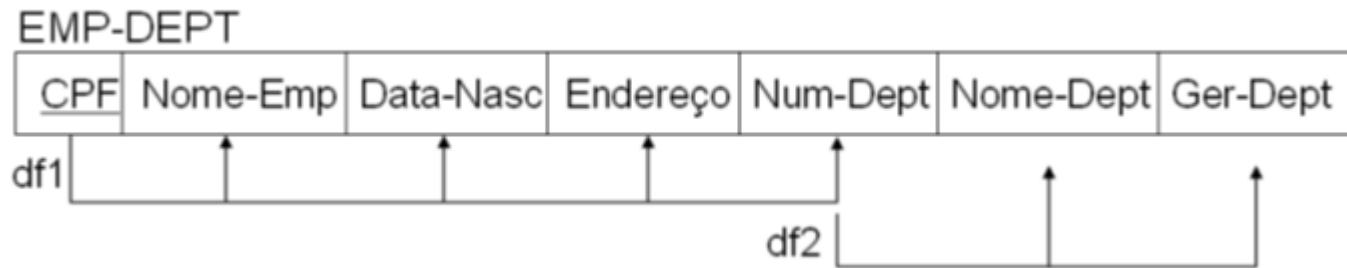 EMP-DEPT
CPF Nome-Emp Data-Nasc Endereço Num-Dept Nome-Dept Ger-Dept
df1
df2